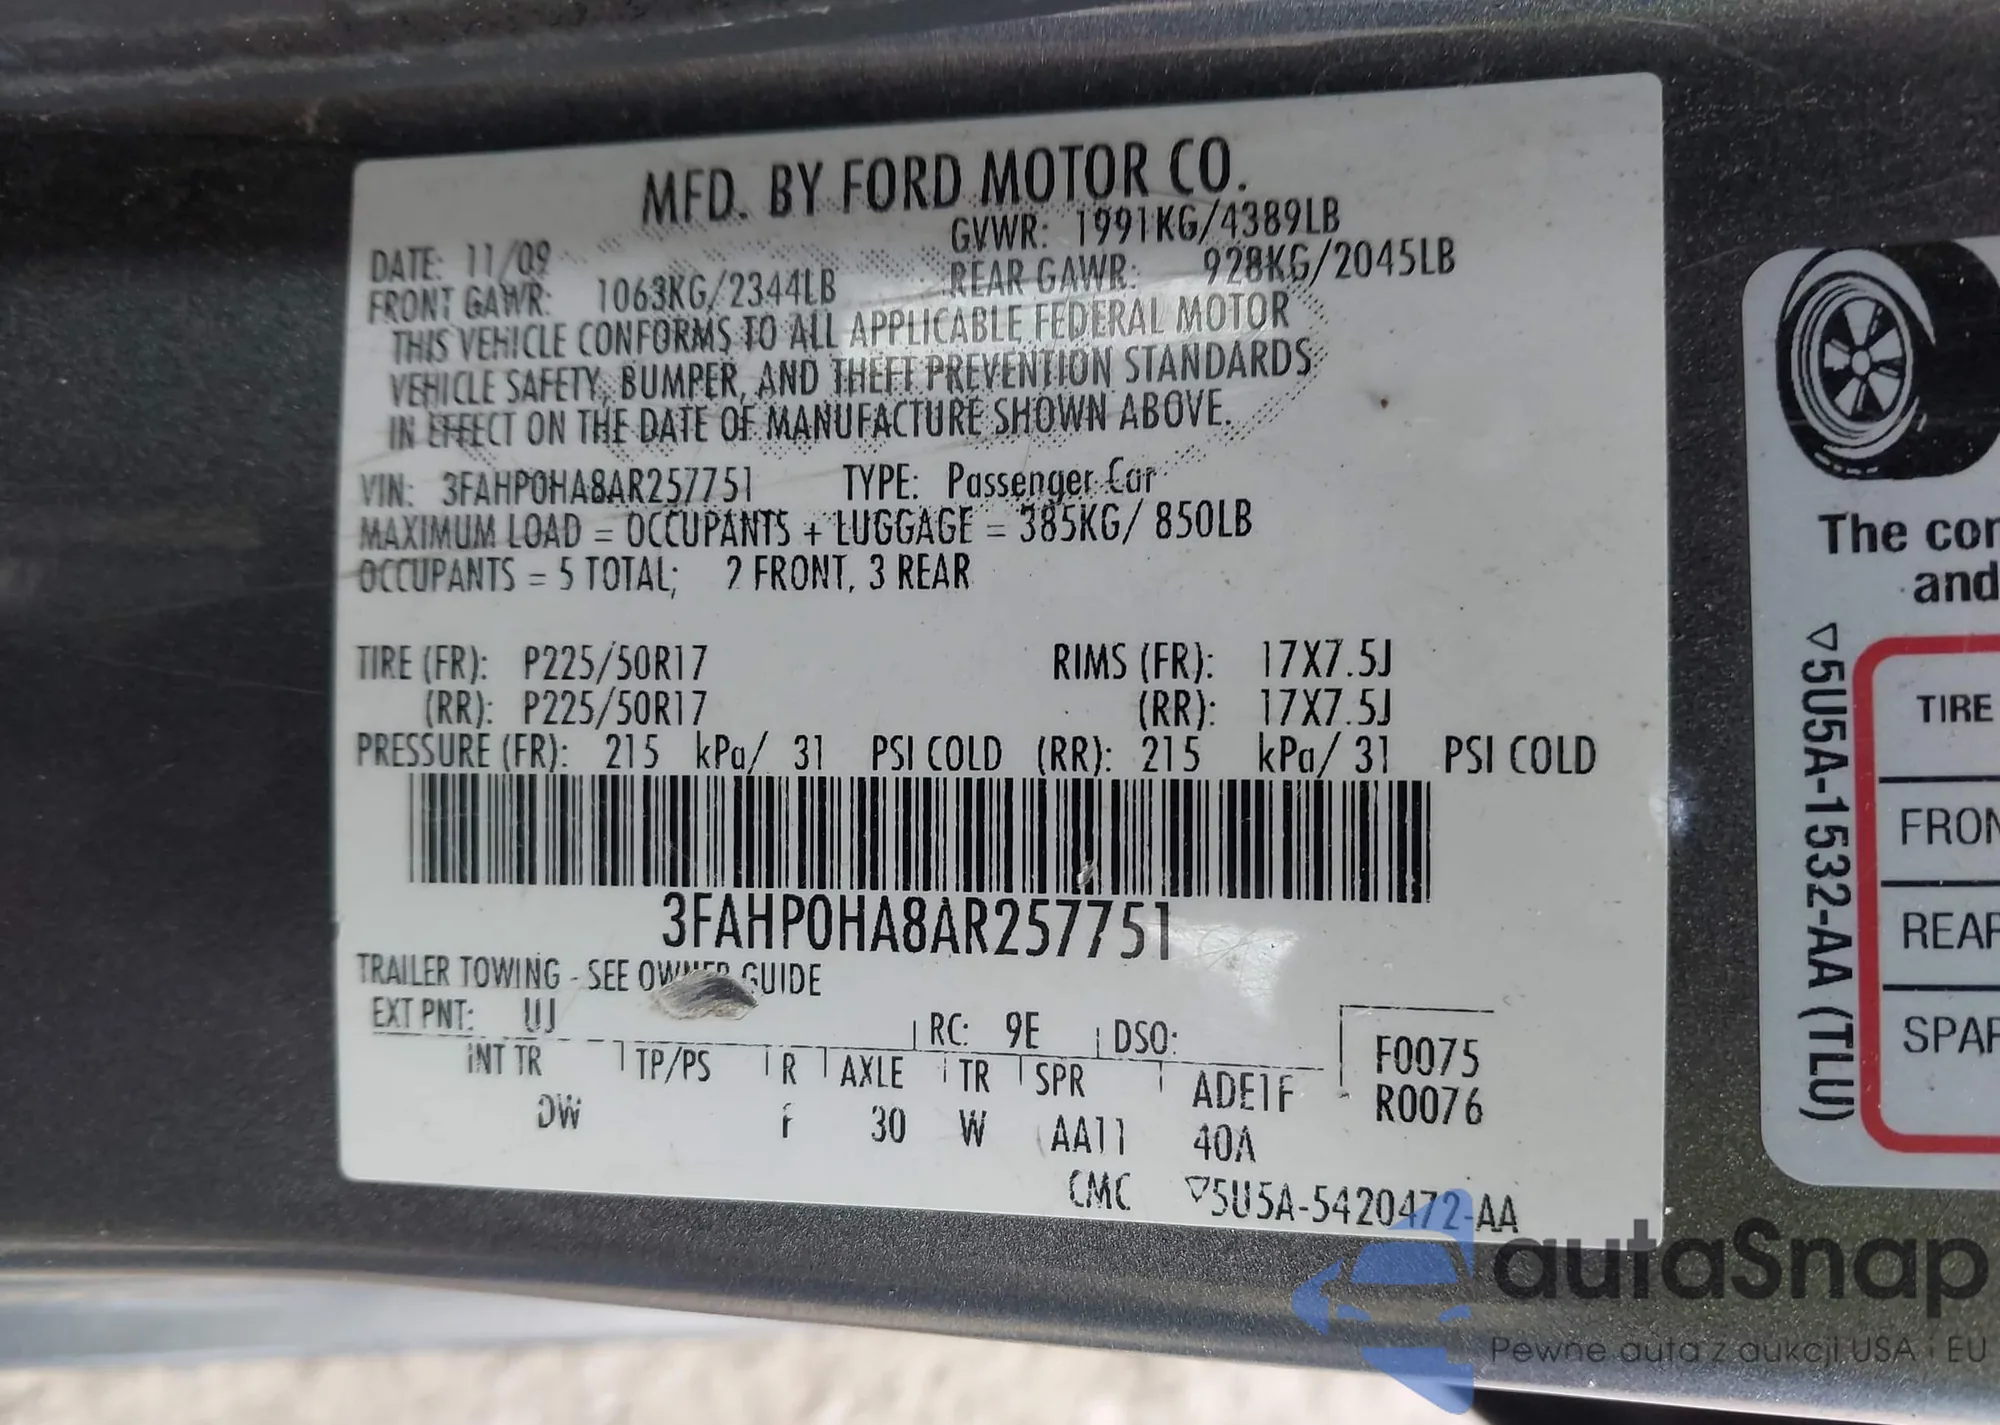 MFD. BY FORD MOTOR CO.
DATE: 11/09 GVWR: 1991KG/4389LB
FRONT GAWR: 1063KG/2344LB REAR GAWR: 928KG/2045LB
THIS VEHICLE CONFORMS TO ALL APPLICABLE FEDERAL MOTOR
VEHICLE SAFETY, BUMPER, AND THEFT PREVENTION STANDARDS
IN EFFECT ON THE DATE OF MANUFACTURE SHOWN ABOVE.
VIN: 3FAHP0HA8AR257751 TYPE: Passenger Car
MAXIMUM LOAD = OCCUPANTS + LUGGAGE = 385KG/ 850LB
OCCUPANTS = 5 TOTAL; 2 FRONT, 3 REAR
TIRE (FR): P225/50R17 RIMS (FR): 17X7.5J
(RR): P225/50R17 (RR): 17X7.5J
PRESSURE (FR): 215 kPa/ 31 PSI COLD (RR): 215 kPa/ 31 PSI COLD
3FAHP0HA8AR257751
TRAILER TOWING - SEE OWNER GUIDE
EXT PNT: UJ RC: 9E DSO: F0075
INT TR TP/PS R AXLE TR SPR ADE1F R0076
DW F 30 W AA11 40A
CMC ▽5U5A-5420472-AA
The con
and
▽5U5A-1532-AA (TLU)
TIRE
FRON
REAR
SPAR
autaSnap
Pewne auta z aukcji USA i EU